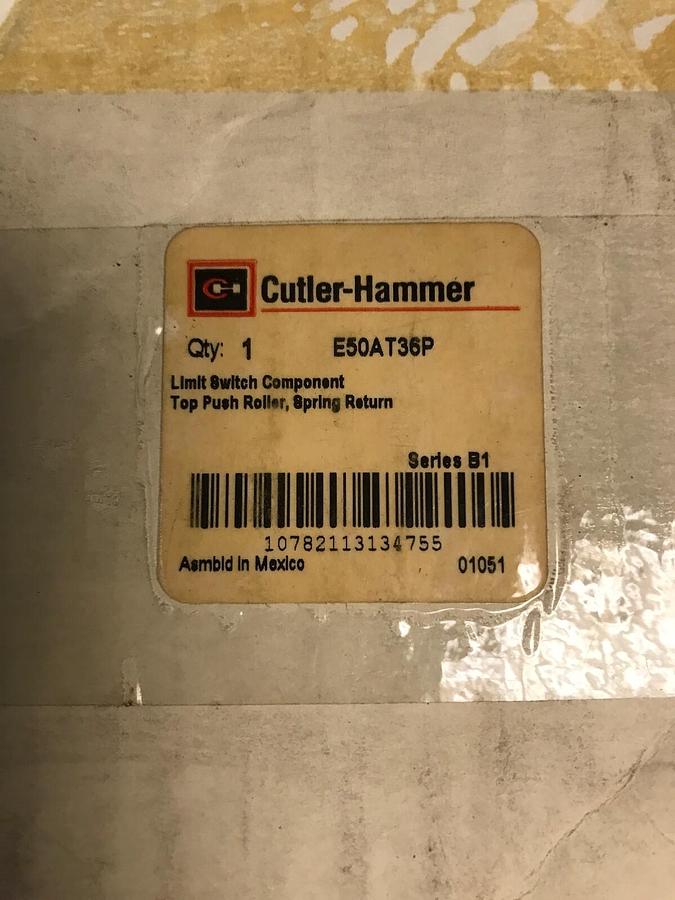 CH Cutler-Hammer
Qty: 1 E50AT36P
Limit Switch Component
Top Push Roller, Spring Return
Series B1
10782113134755
Asmbld in Mexico 01051